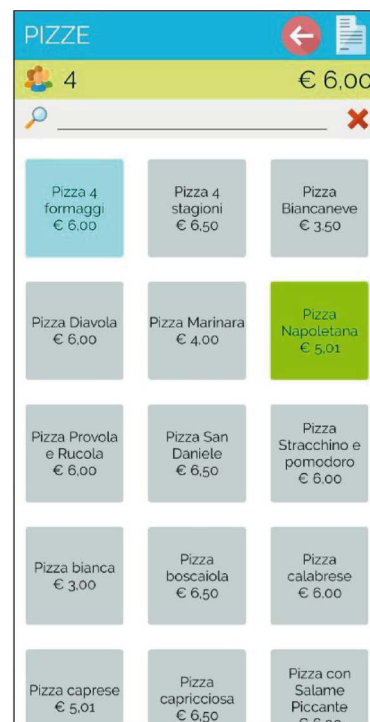 PIZZE
4 € 6,00
Pizza 4
formaggi
€ 6,00
Pizza 4
stagioni
€ 6,50
Pizza
Biancaneve
€ 3,50
Pizza Diavola
€ 6,00
Pizza Marinara
€ 4,00
Pizza
Napoletana
€ 5,01
Pizza Provola
e Rucola
€ 6,00
Pizza San
Daniele
€ 6,50
Pizza
Stracchino e
pomodoro
€ 6,00
Pizza bianca
€ 3,00
Pizza
boscaiola
€ 6,50
Pizza
calabrese
€ 6,00
Pizza caprese
€ 5,01
Pizza
capricciosa
€ 6,50
Pizza con
Salame
Piccante
€ 6,00